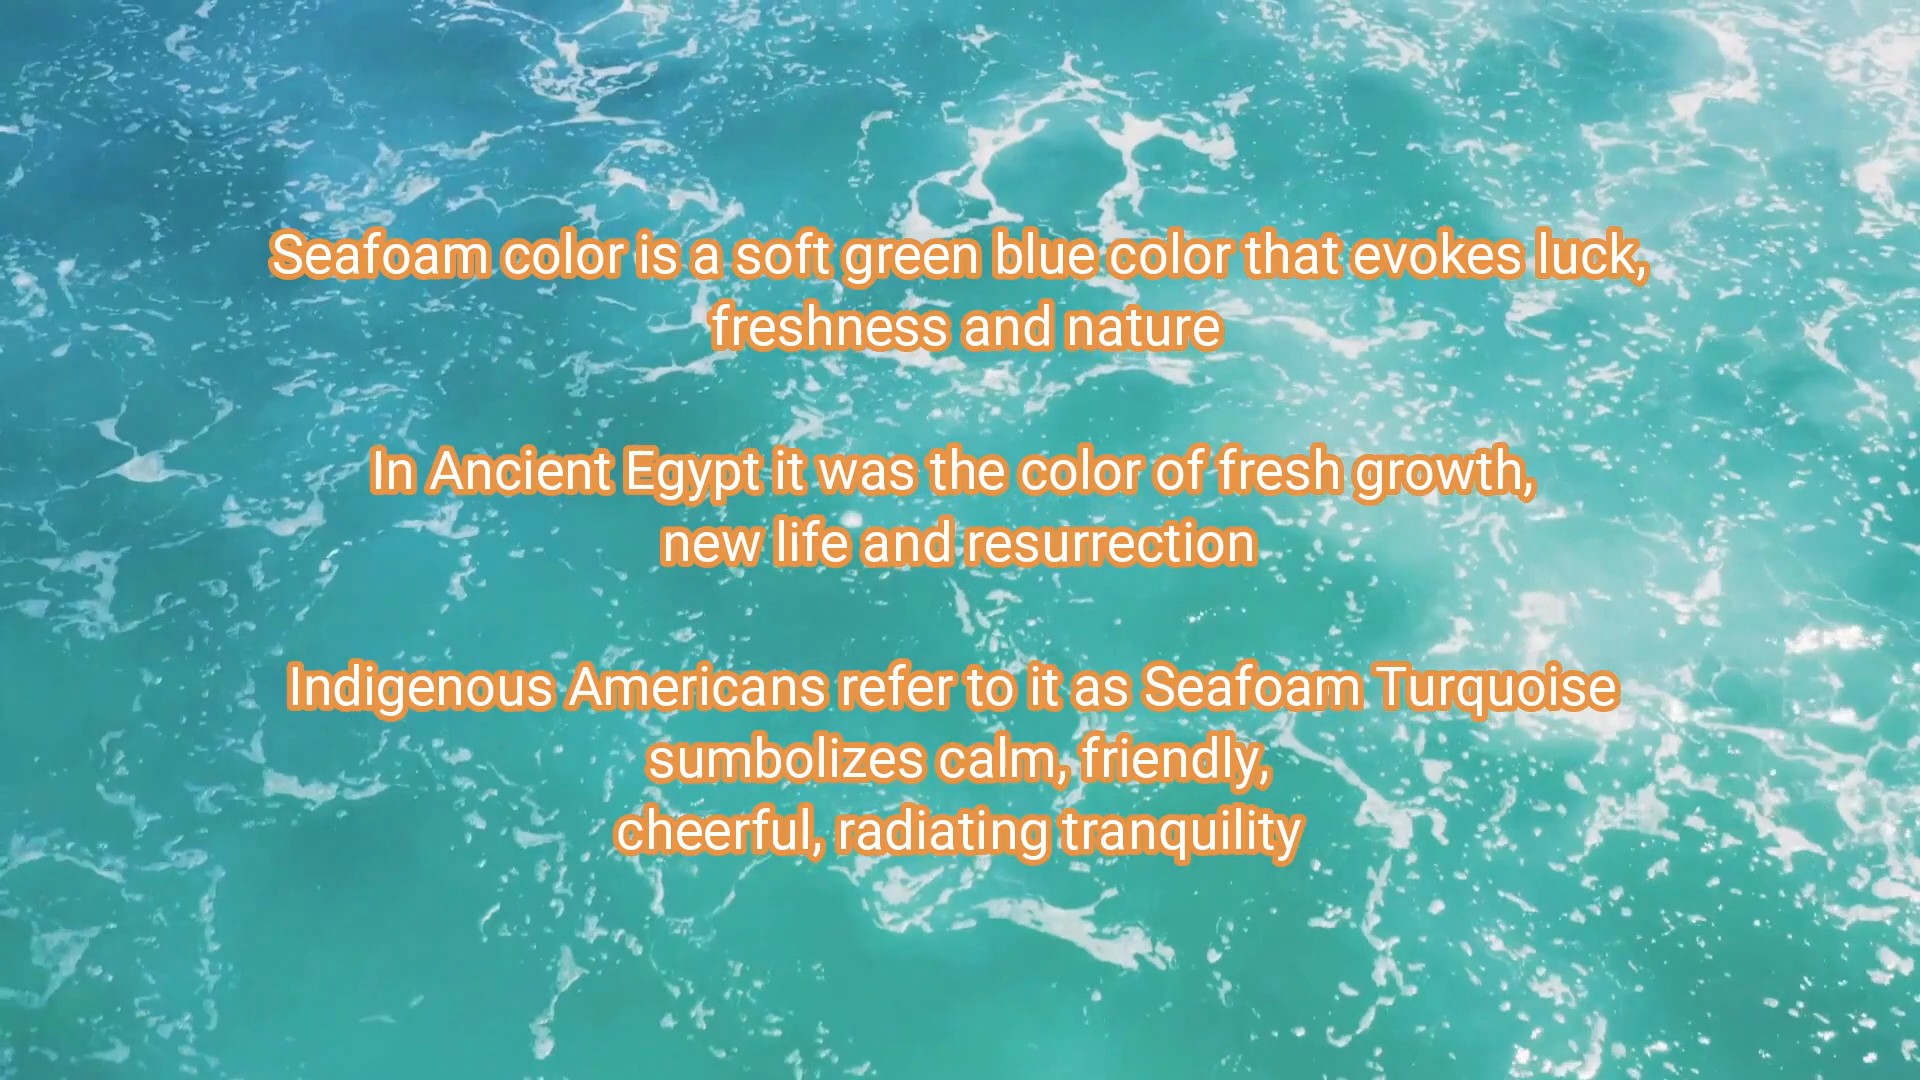 Seafoam color is a soft green blue color that evokes luck,
freshness and nature
In Ancient Egypt it was the color of fresh growth,
new life and resurrection
Indigenous Americans refer to it as Seafoam Turquoise
sumbolizes calm, friendly,
cheerful, radiating tranquility